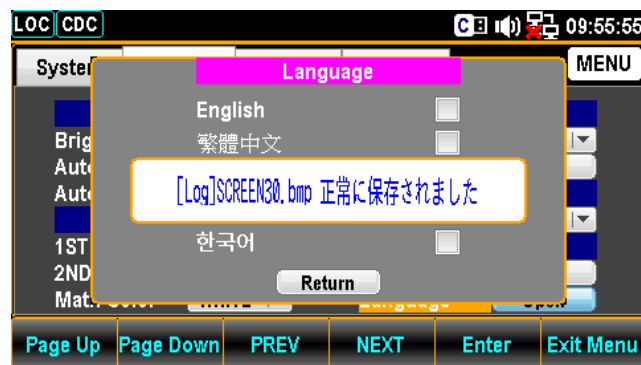 LOC CDC C 09:55:55
System MENU
Language
English
繁體中文
Brig
Auto
Auto
[Log]SCREEN30.bmp 正常に保存されました
한국어
1ST
2ND
Return
Page Up Page Down PREV NEXT Enter Exit Menu